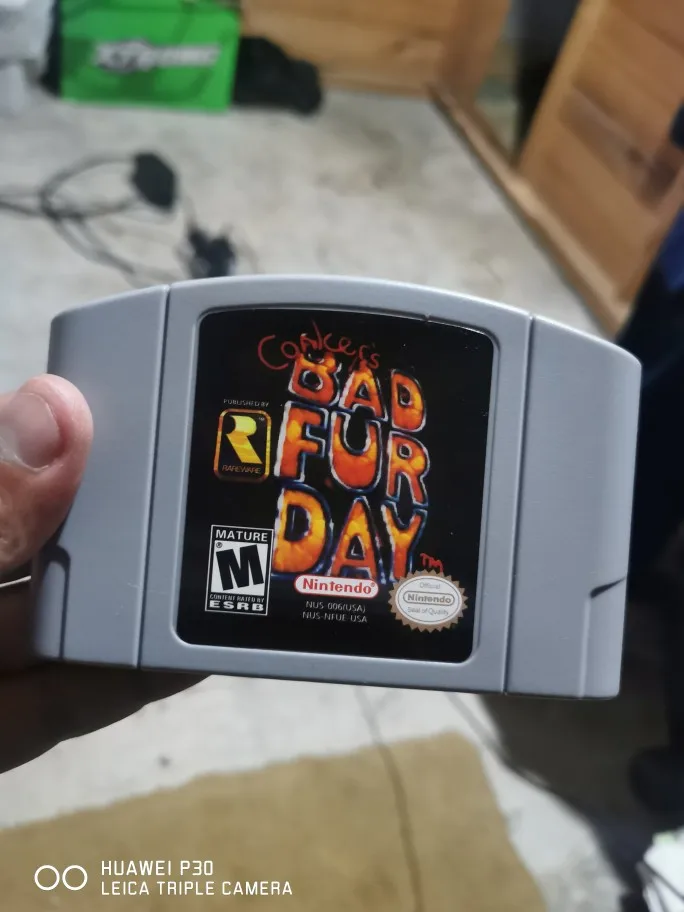 XTREME
Conker's
BAD
FUR
DAY
TM
PUBLISHED BY
RAREWARE
MATURE
M
CONTENT RATED BY
ESRB
Nintendo
NUS-006(USA)
NUS-NFUE-USA
Official
Nintendo
Seal of Quality
HUAWEI P30
LEICA TRIPLE CAMERA